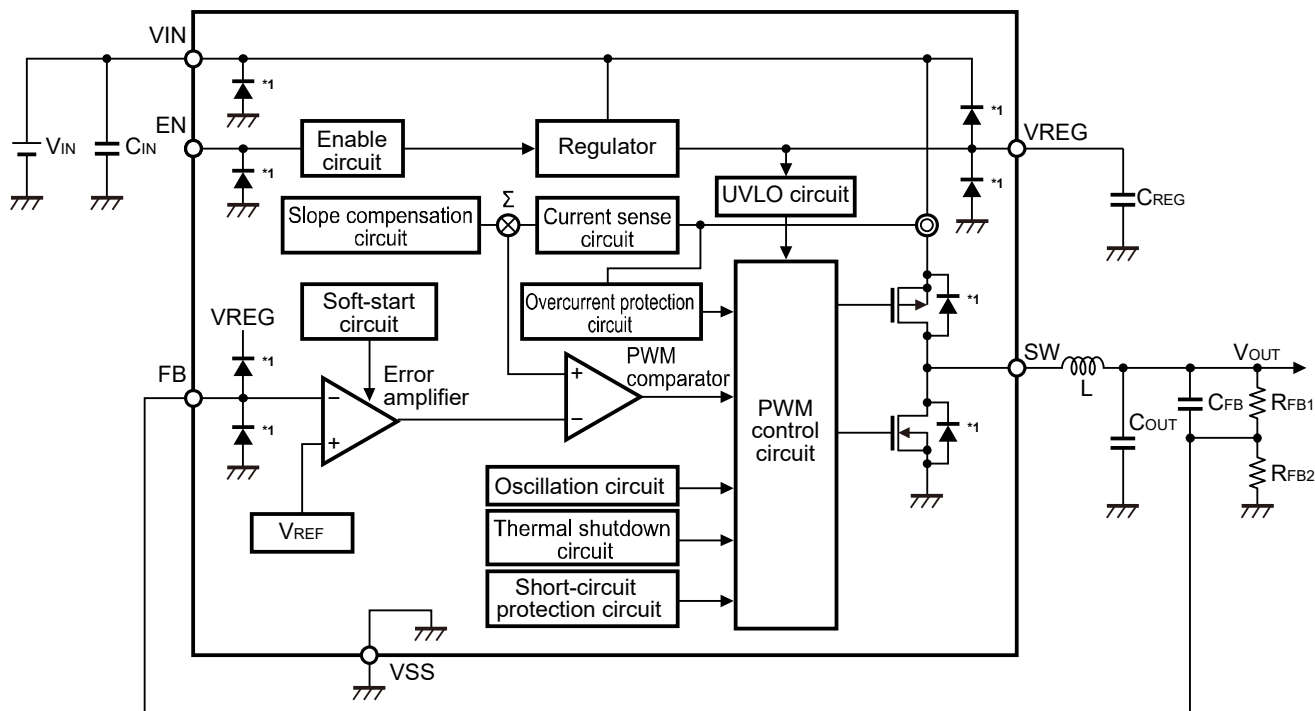 VIN
*1
*1
EN
Enable
circuit
Regulator
VREG
VIN
CIN
*1
UVLO circuit
*1
CREG
Slope compensation
circuit
Σ
Current sense
circuit
Overcurrent protection
circuit
*1
Soft-start
circuit
VREG
*1
FB
Error
amplifier
−
+
*1
VREF
PWM
comparator
+
−
PWM
control
circuit
*1
SW
L
VOUT
COUT
CFB
RFB1
RFB2
Oscillation circuit
Thermal shutdown
circuit
Short-circuit
protection circuit
VSS